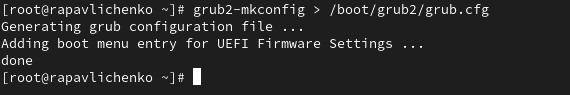 [root@rapavlichenko ~]# grub2-mkconfig > /boot/grub2/grub.cfg
Generating grub configuration file ...
Adding boot menu entry for UEFI Firmware Settings ...
done
[root@rapavlichenko ~]#